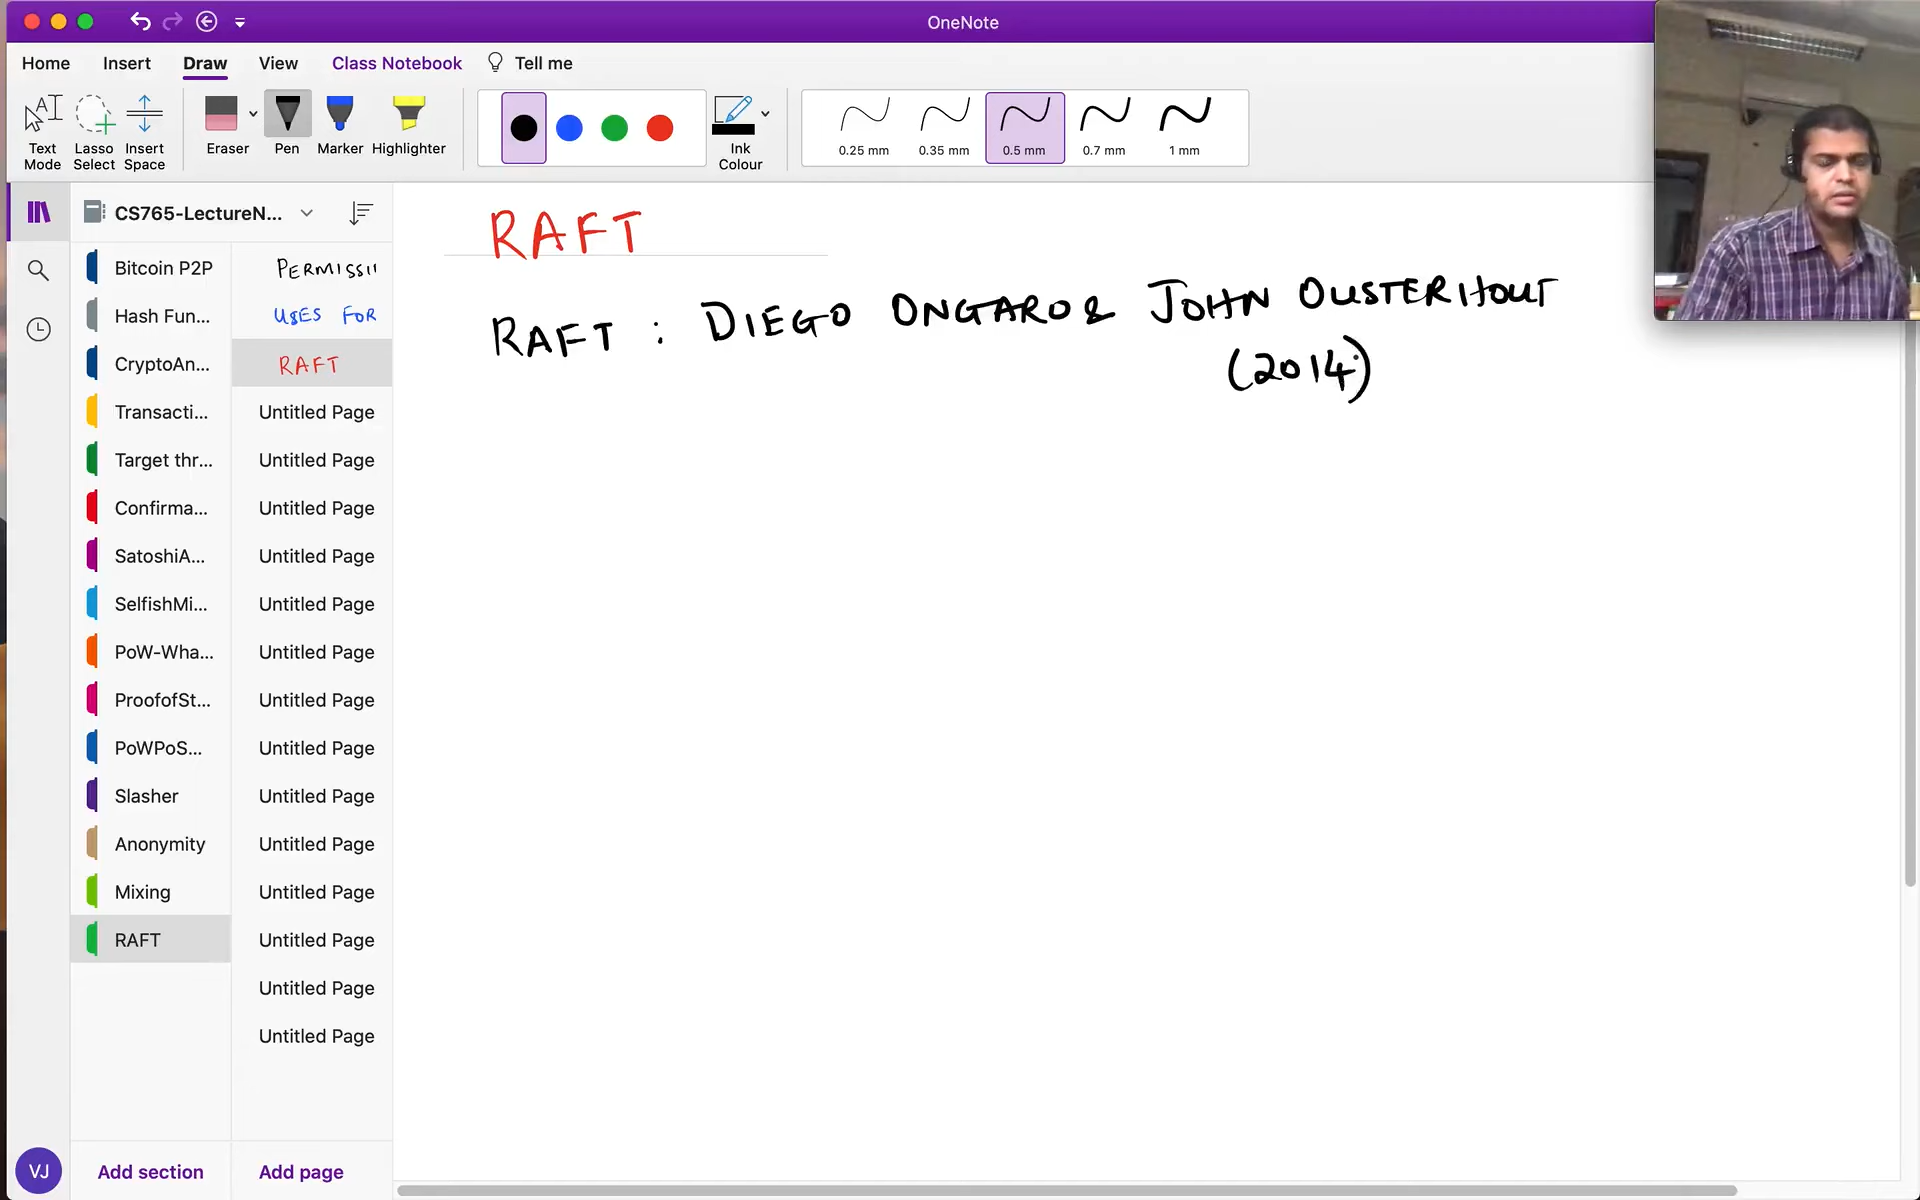 OneNote
Home Insert Draw View Class Notebook Tell me
Text Mode
Lasso Select
Insert Space
Eraser
Pen
Marker
Highlighter
Ink Colour
0.25 mm
0.35 mm
0.5 mm
0.7 mm
1 mm
CS765-LectureN...
Bitcoin P2P
Hash Fun...
CryptoAn...
Transacti...
Target thr...
Confirma...
SatoshiA...
SelfishMi...
PoW-Wha...
ProofofSt...
PoWPoS...
Slasher
Anonymity
Mixing
RAFT
PERMISSI
USES FOR
RAFT
Untitled Page
Untitled Page
Untitled Page
Untitled Page
Untitled Page
Untitled Page
Untitled Page
Untitled Page
Untitled Page
Untitled Page
Untitled Page
Untitled Page
Untitled Page
Untitled Page
VJ
Add section
Add page
RAFT
RAFT : DIEGO ONGARO & JOHN OUSTERHOUT
(2014)